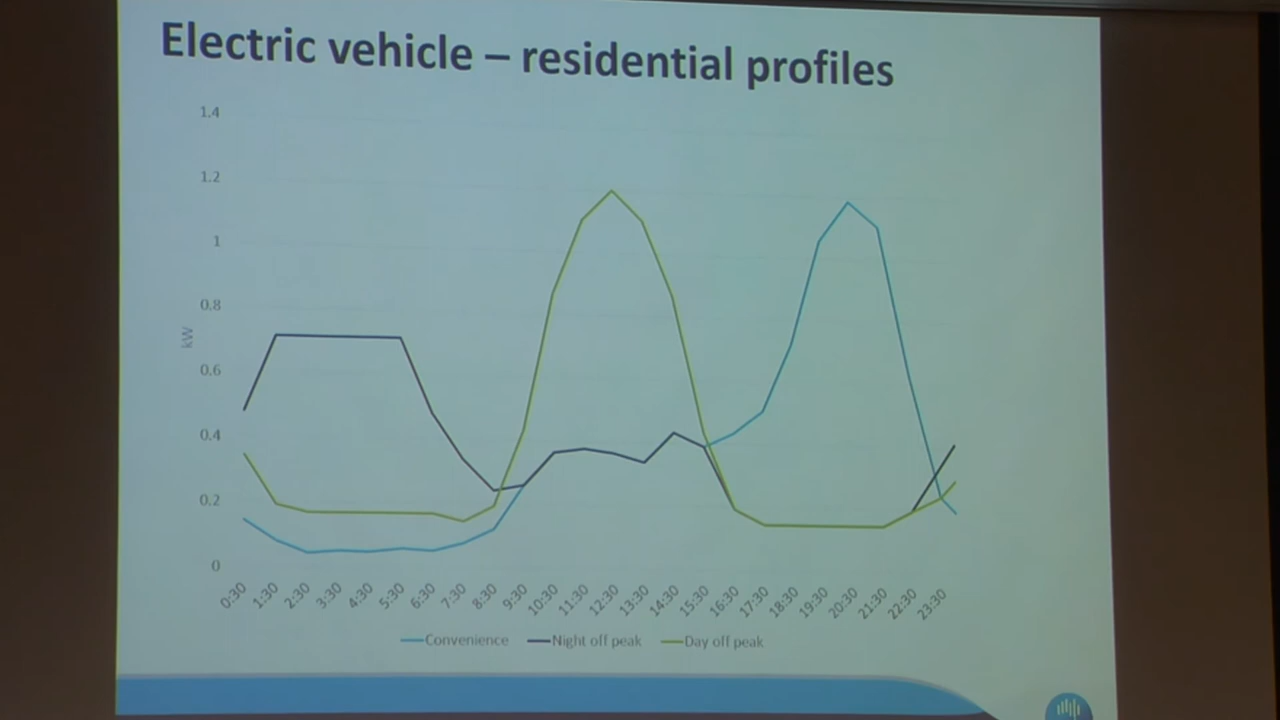 Electric vehicle – residential profiles
1.4
1.2
1
0.8
0.6
0.4
0.2
0
kW
0:30 1:30 2:30 3:30 4:30 5:30 6:30 7:30 8:30 9:30 10:30 11:30 12:30 13:30 14:30 15:30 16:30 17:30 18:30 19:30 20:30 21:30 22:30 23:30
Convenience Night off peak Day off peak